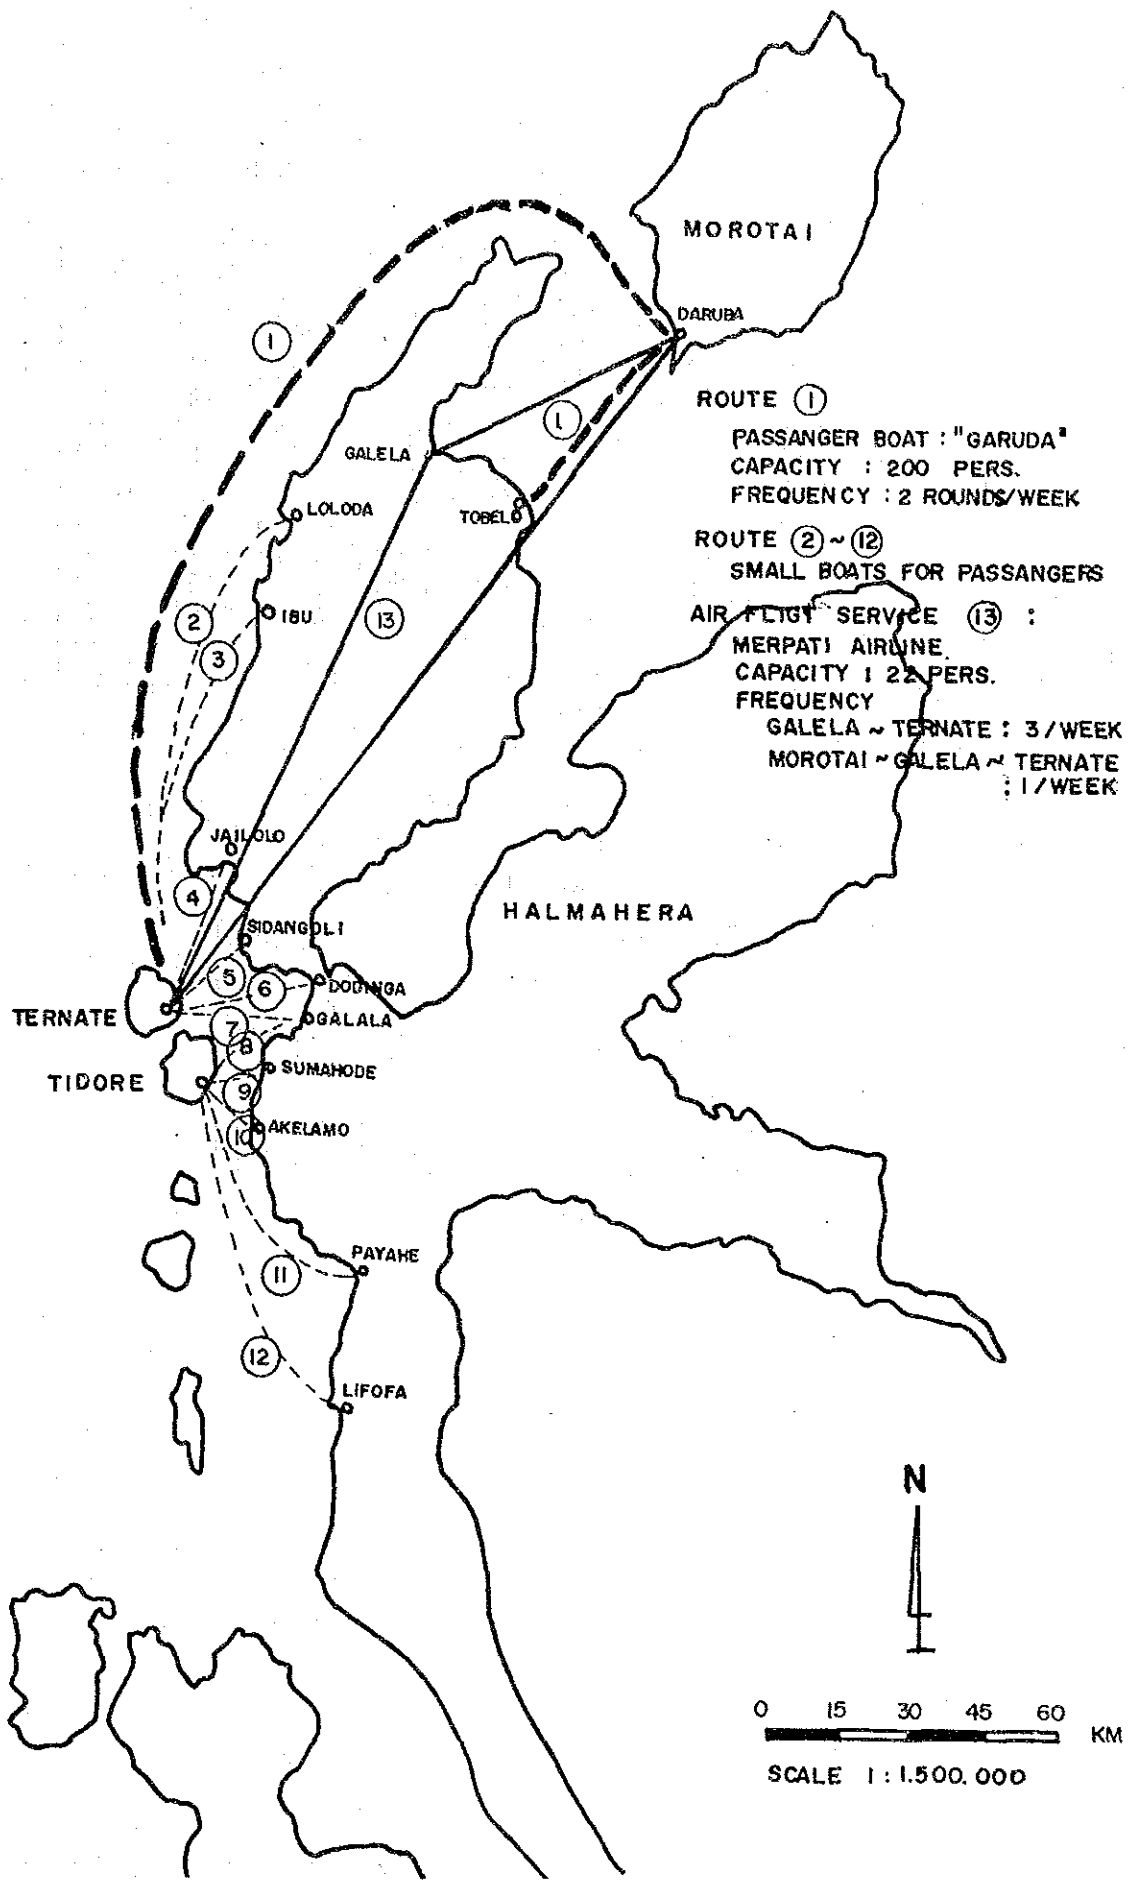 MOROTAI
DARUBA
①
ROUTE ①
PASSANGER BOAT : "GARUDA"
CAPACITY : 200 PERS.
FREQUENCY : 2 ROUNDS/WEEK
①
GALELA
LOLODA
TOBEL
ROUTE ② ~ ⑫
SMALL BOATS FOR PASSANGERS
IBU
②
⑬
AIR FLIGT SERVICE ⑬ :
③
MERPATI AIRLINE
CAPACITY : 22 PERS.
FREQUENCY
GALELA ~ TERNATE : 3/WEEK
MOROTAI ~ GALELA ~ TERNATE
: 1/WEEK
JAILOLO
④
HALMAHERA
SIDANGOLI
⑤
⑥
DODINGA
TERNATE
⑦
GALALA
⑧
SUMAHODE
TIDORE
⑨
AKELAMO
⑩
PAYAHE
⑪
⑫
LIFOFA
N
0 15 30 45 60 KM
SCALE 1 : 1.500.000